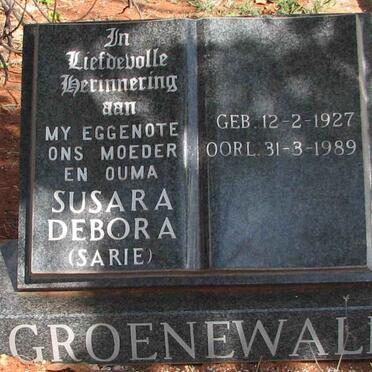 In
Liefdevolle
Herinnering
aan
MY EGGENOTE
ONS MOEDER
EN OUMA
SUSARA
DEBORA
(SARIE)
GEB. 12-2-1927
OORL. 31-3-1989
GROENEWAL